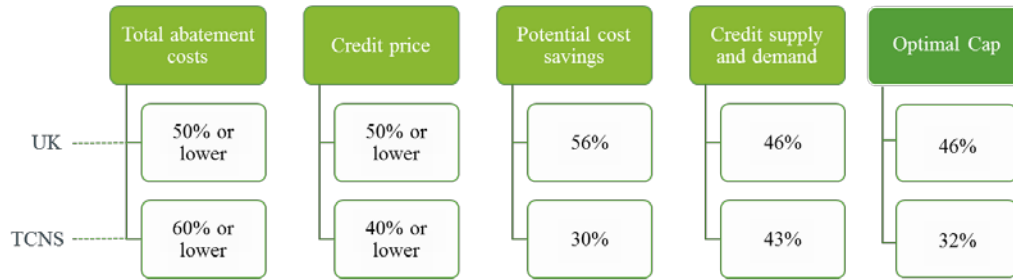 Total abatement
costs
Credit price
Potential cost
savings
Credit supply
and demand
Optimal Cap
UK
50% or
lower
50% or
lower
56%
46%
46%
TCNS
60% or
lower
40% or
lower
30%
43%
32%